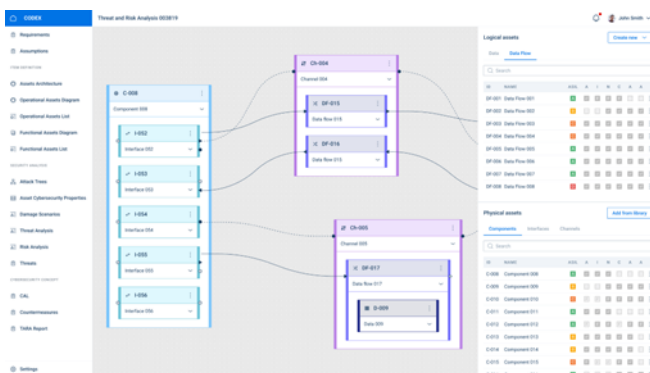 CODEX
Threat and Risk Analysis 003819
John Smith
Requirements
Assumptions
ITEM DEFINITION
Assets Architecture
Operational Assets Diagram
Operational Assets List
Functional Assets Diagram
Functional Assets List
SECURITY ANALYSIS
Attack Trees
Asset Cybersecurity Properties
Damage Scenarios
Threat Analysis
Risk Analysis
Threats
CYBERSECURITY CONCEPT
CAL
Countermeasures
TARA Report
Settings
C-008
Component 008
I-052
Interface 052
I-053
I-054
Interface 054
I-055
I-056
Interface 056
Ch-004
Channel 004
DF-015
Data flow 015
DF-016
Data flow 015
Ch-005
Channel 005
DF-017
Data flow 017
D-009
Data 009
Logical assets
Create new
Data Data Flow
Search
ID NAME ASS. A I N C A A
DF-001 Data Flow 001
DF-002 Data Flow 002
DF-003 Data Flow 003
DF-004 Data Flow 004
DF-005 Data Flow 005
DF-006 Data Flow 006
DF-007 Data Flow 007
DF-008 Data Flow 008
Physical assets
Add from library
Components Interfaces Channels
Search
ID NAME ASS. A I N C A A
C-008 Component 008
C-009 Component 009
C-010 Component 010
C-011 Component 011
C-012 Component 012
C-013 Component 013
C-014 Component 014
C-015 Component 015